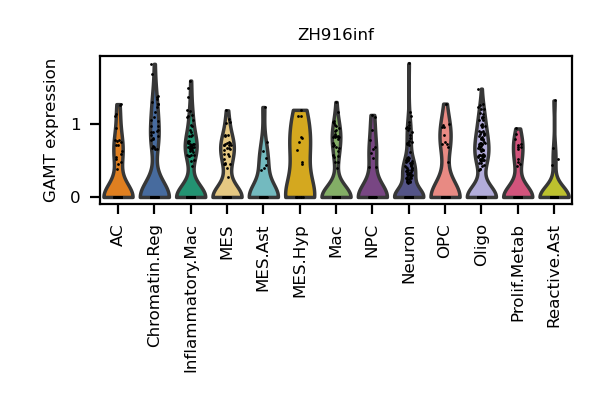 ZH916inf
GAMT expression
1
0
AC
Chromatin.Reg
Inflammatory.Mac
MES
MES.Ast
MES.Hyp
Mac
NPC
Neuron
OPC
Oligo
Prolif.Metab
Reactive.Ast